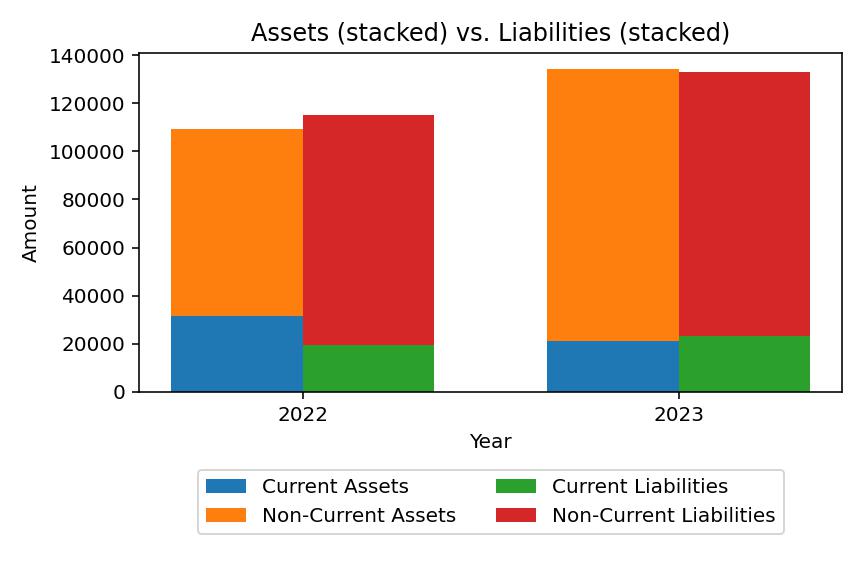 Assets (stacked) vs. Liabilities (stacked)
140000
120000
100000
80000
60000
40000
20000
0
Amount
2022
2023
Year
Current Assets
Non-Current Assets
Current Liabilities
Non-Current Liabilities